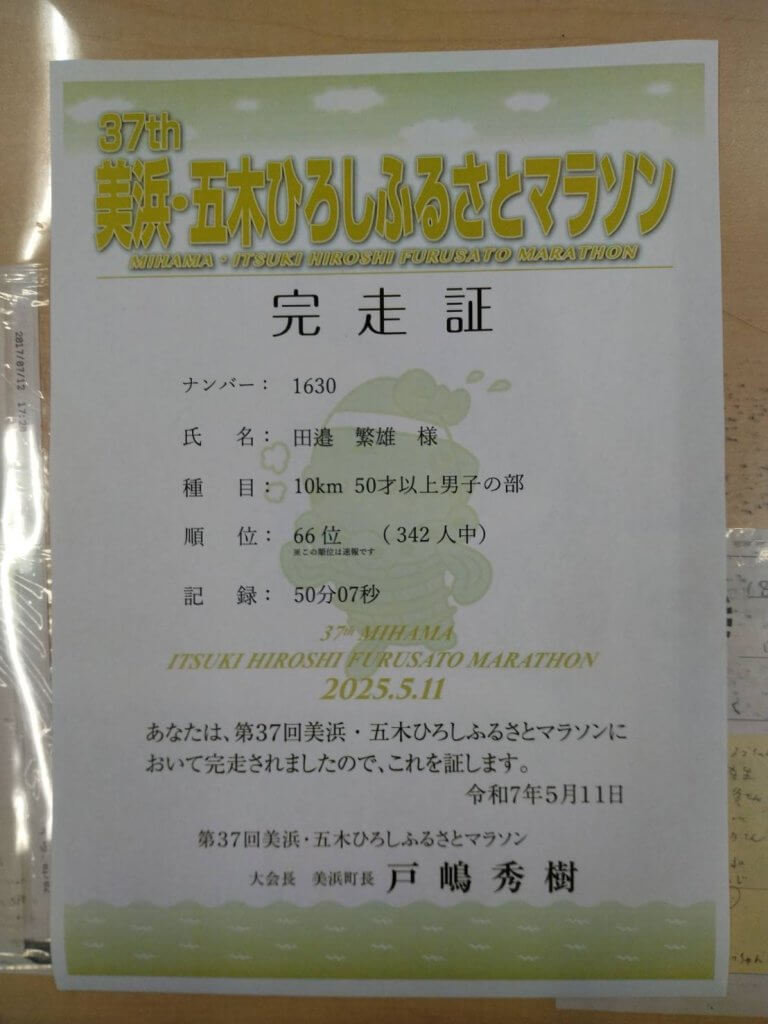 37th
美浜・五木ひろしふるさとマラソン
MIHAMA・ITSUKI HIROSHI FURUSATO MARATHON
完走証
ナンバー： 1630
氏 名： 田邉 繁雄 様
種 目： 10km 50才以上男子の部
順 位： 66位 （342人中）
※この順位は速報です
記 録： 50分07秒
37th MIHAMA
ITSUKI HIROSHI FURUSATO MARATHON
2025.5.11
あなたは、第37回美浜・五木ひろしふるさとマラソンに
おいて完走されましたので、これを証します。
令和7年5月11日
第37回美浜・五木ひろしふるさとマラソン
大会長 美浜町長 戸嶋秀樹
2017/07/12